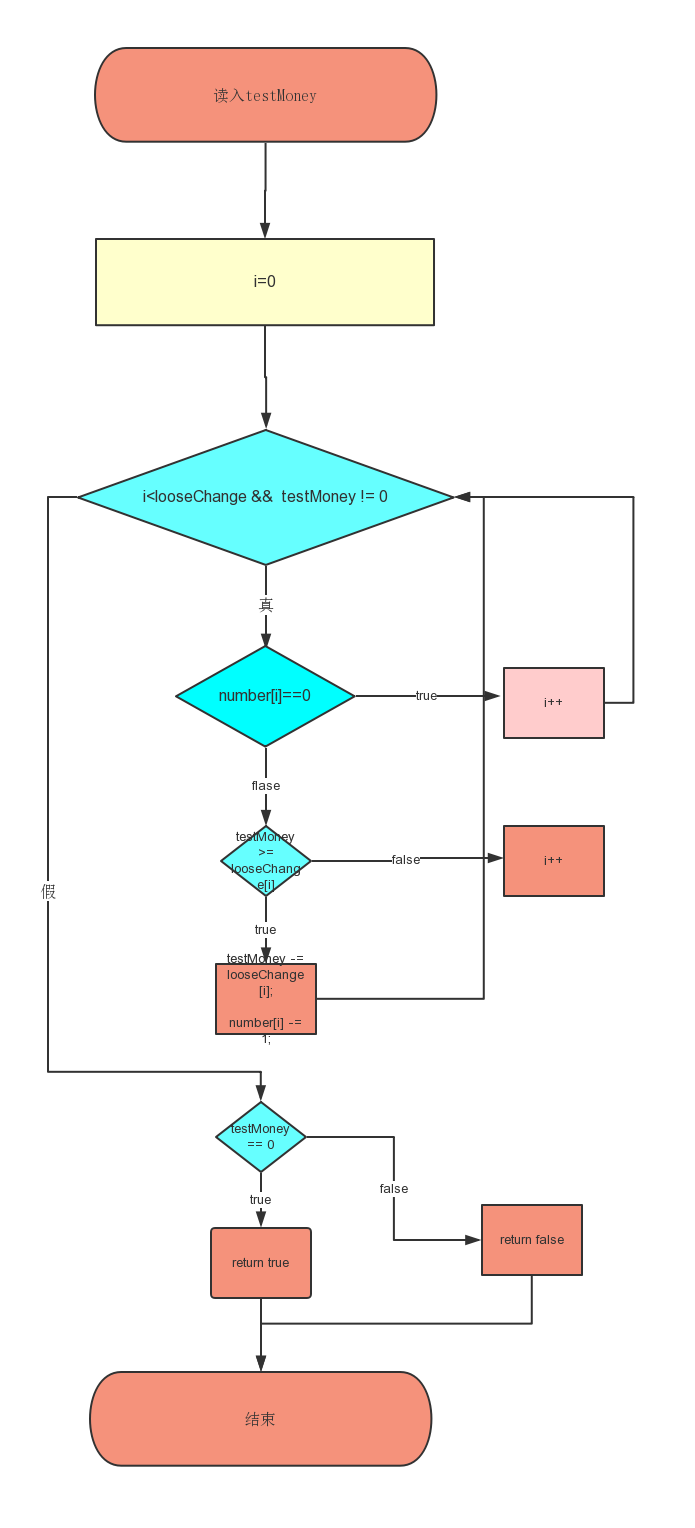 读入testMoney
i=0
i<looseChange &&  testMoney != 0
真
number[i]==0
true
i++
flase
testMoney
>=
looseChang
e[i]
false
i++
假
true
testMoney -=
looseChange
[i];
number[i] -=
1;
testMoney
== 0
false
true
return false
return true
结束